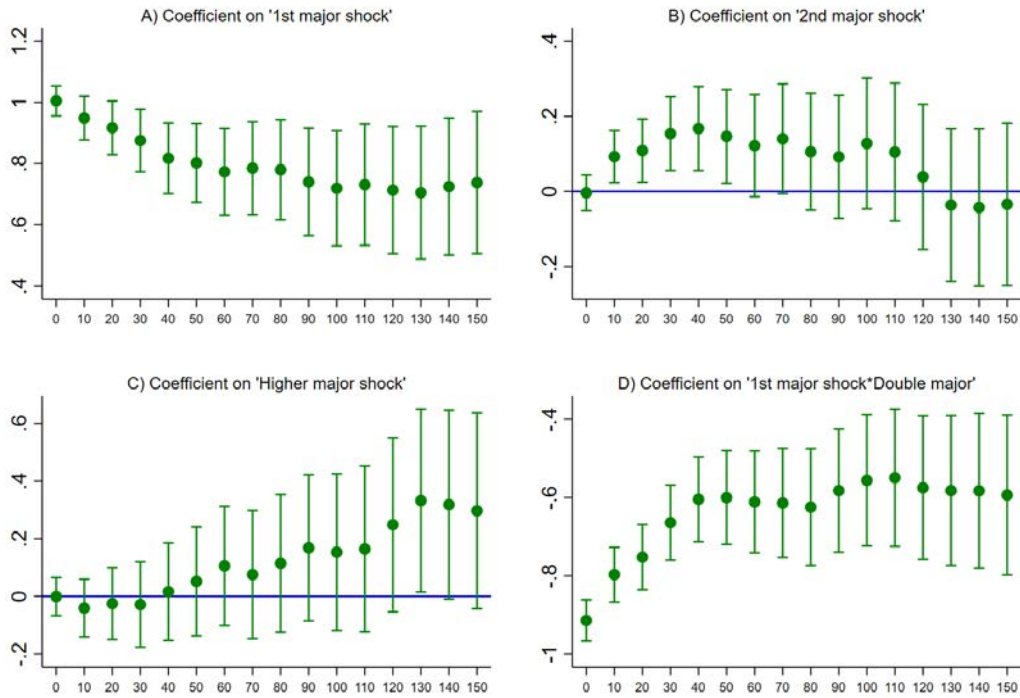 A) Coefficient on '1st major shock'
1.2
1
.8
.6
.4
0 10 20 30 40 50 60 70 80 90 100 110 120 130 140 150
B) Coefficient on '2nd major shock'
.4
.2
0
-.2
0 10 20 30 40 50 60 70 80 90 100 110 120 130 140 150
C) Coefficient on 'Higher major shock'
.6
.4
.2
0
-.2
0 10 20 30 40 50 60 70 80 90 100 110 120 130 140 150
D) Coefficient on '1st major shock*Double major'
-.4
-.6
-.8
-1
0 10 20 30 40 50 60 70 80 90 100 110 120 130 140 150